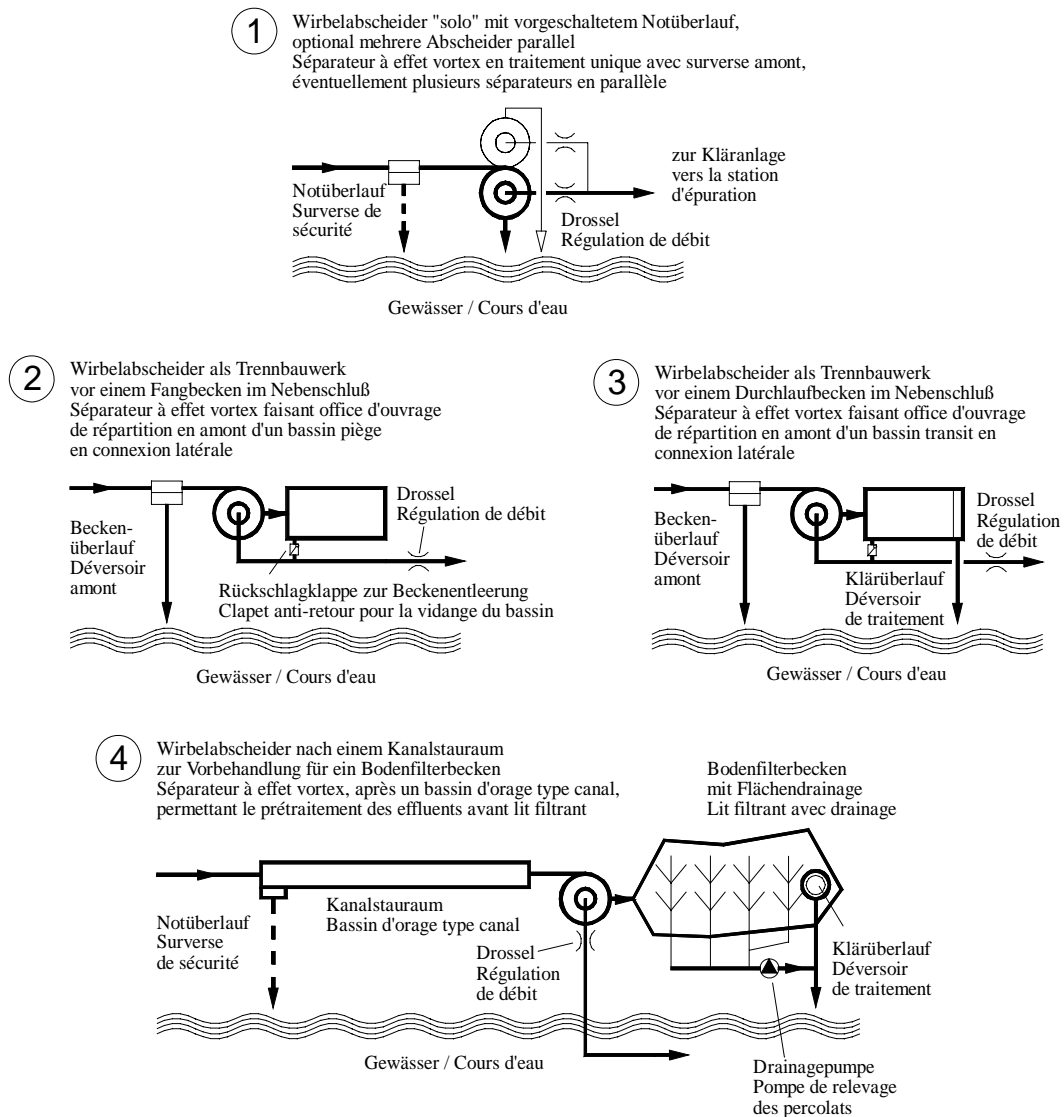 1
Wirbelabscheider "solo" mit vorgeschaltetem Notüberlauf,
optional mehrere Abscheider parallel
Séparateur à effet vortex en traitement unique avec surverse amont,
éventuellement plusieurs séparateurs en parallèle
zur Kläranlage
vers la station
d'épuration
Notüberlauf
Surverse de
sécurité
Drossel
Régulation de débit
Gewässer / Cours d'eau
2
Wirbelabscheider als Trennbauwerk
vor einem Fangbecken im Nebenschluß
Séparateur à effet vortex faisant office d'ouvrage
de répartition en amont d'un bassin piège
en connexion latérale
Drossel
Régulation de débit
Becken-
überlauf
Déversoir
amont
Rückschlagklappe zur Beckenentleerung
Clapet anti-retour pour la vidange du bassin
Gewässer / Cours d'eau
3
Wirbelabscheider als Trennbauwerk
vor einem Durchlaufbecken im Nebenschluß
Séparateur à effet vortex faisant office d'ouvrage
de répartition en amont d'un bassin transit en
connexion latérale
Drossel
Régulation
de débit
Becken-
überlauf
Déversoir
amont
Klärüberlauf
Déversoir
de traitement
Gewässer / Cours d'eau
4
Wirbelabscheider nach einem Kanalstauraum
zur Vorbehandlung für ein Bodenfilterbecken
Séparateur à effet vortex, après un bassin d'orage type canal,
permettant le prétraitement des effluents avant lit filtrant
Bodenfilterbecken
mit Flächendrainage
Lit filtrant avec drainage
Notüberlauf
Surverse
de sécurité
Kanalstauraum
Bassin d'orage type canal
Drossel
Régulation
de débit
Klärüberlauf
Déversoir
de traitement
Gewässer / Cours d'eau
Drainagepumpe
Pompe de relevage
des percolats